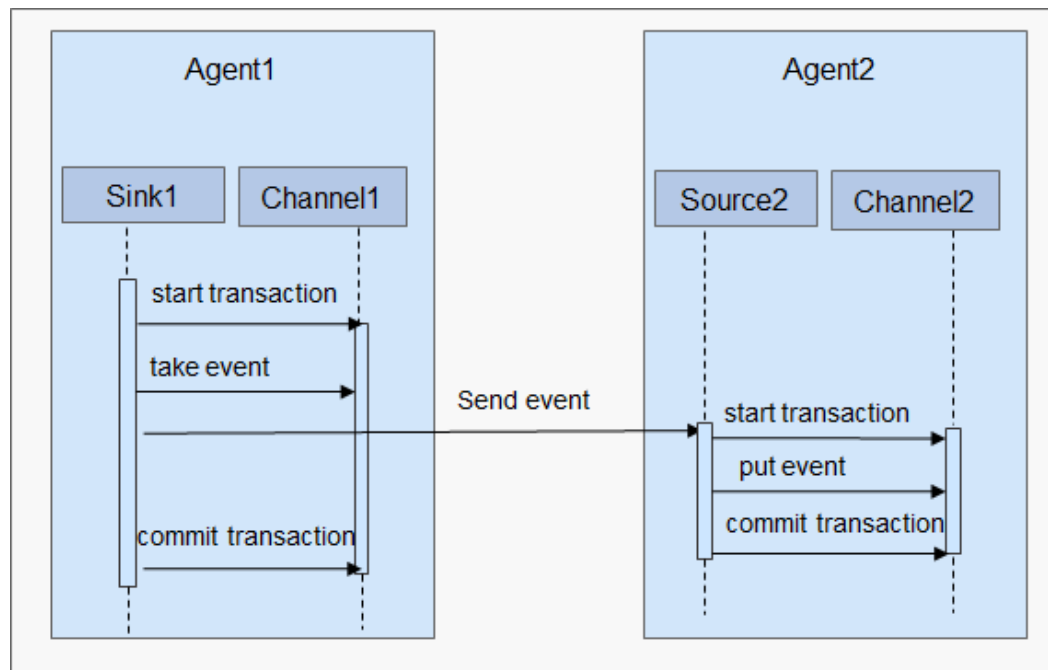 Agent1
Agent2
Sink1
Channel1
Source2
Channel2
start transaction
take event
Send event
start transaction
put event
commit transaction
commit transaction